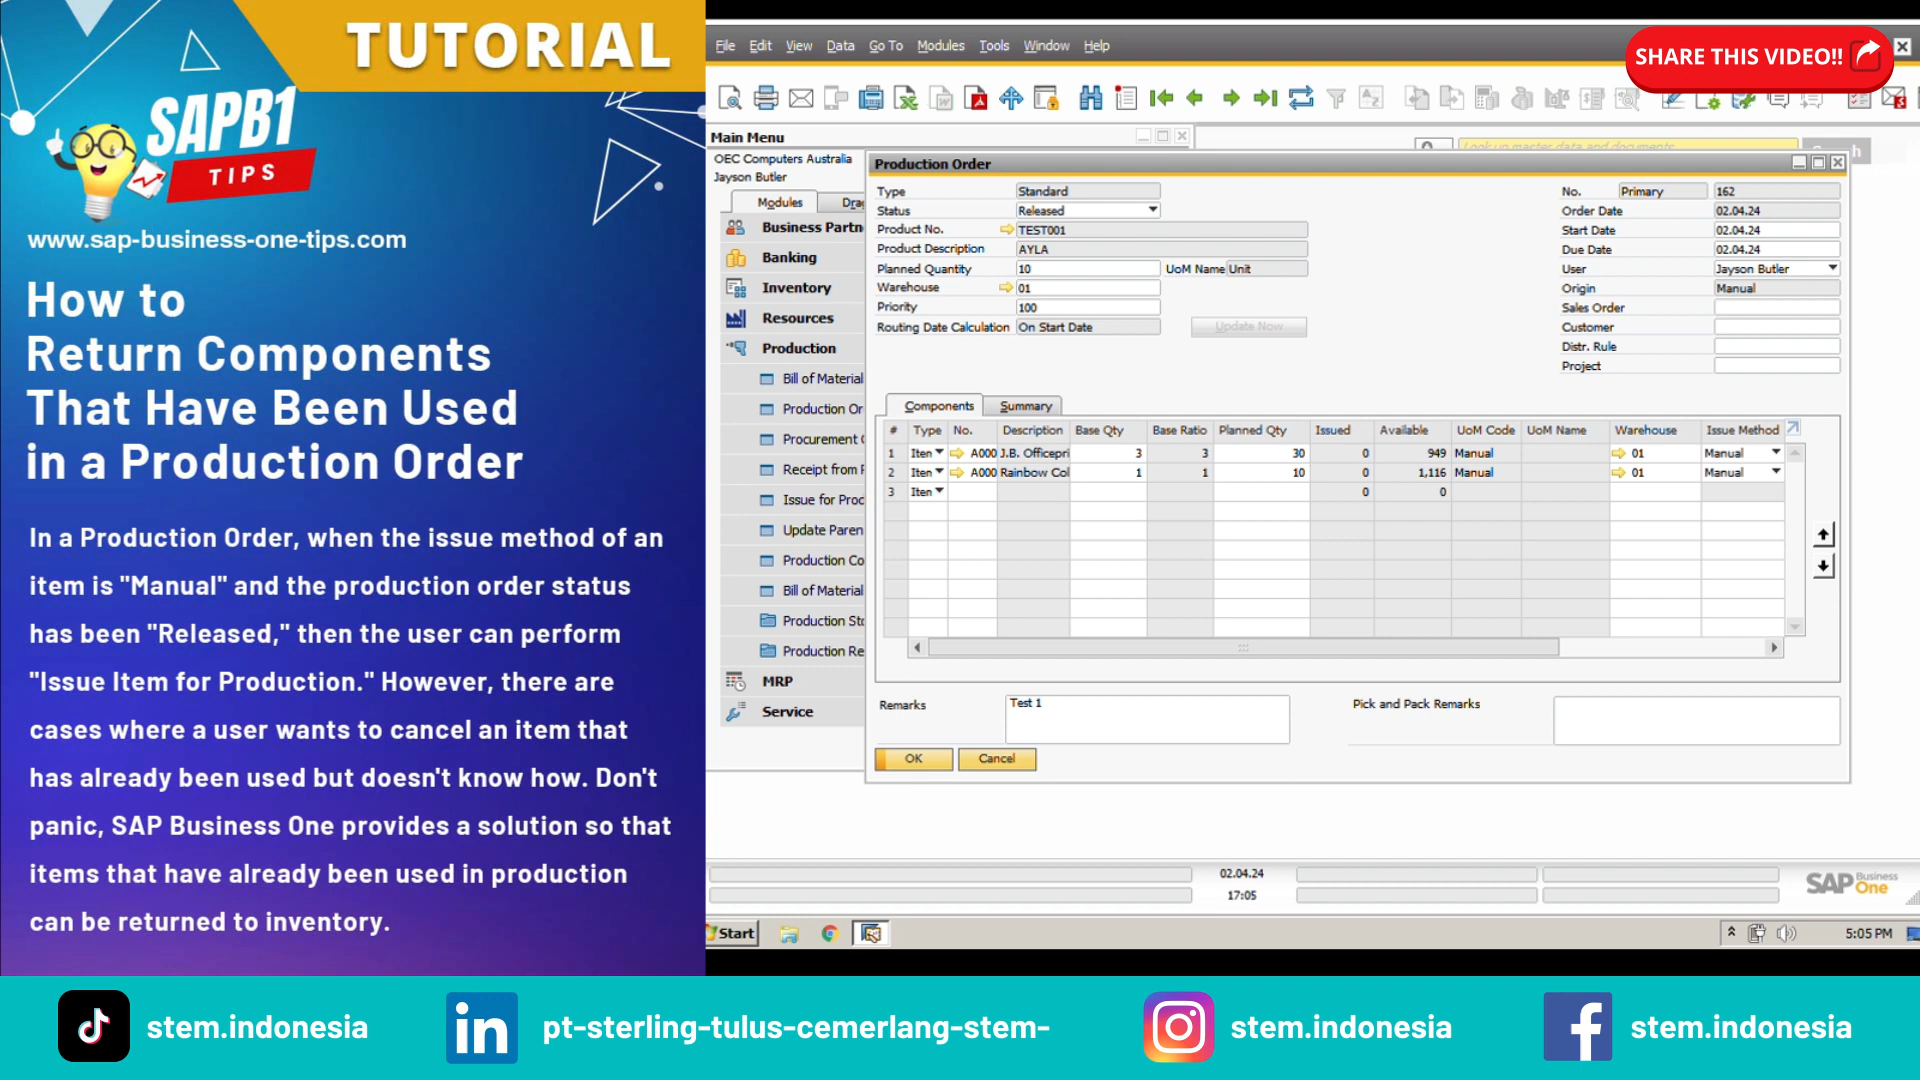 TUTORIAL
SAPB1
TIPS
www.sap-business-one-tips.com
How to
Return Components
That Have Been Used
in a Production Order
In a Production Order, when the issue method of an
item is "Manual" and the production order status
has been "Released," then the user can perform
"Issue Item for Production." However, there are
cases where a user wants to cancel an item that
has already been used but doesn't know how. Don't
panic, SAP Business One provides a solution so that
items that have already been used in production
can be returned to inventory.
File Edit View Data Go To Modules Tools Window Help
SHARE THIS VIDEO!!
Main Menu
OEC Computers Australia
Jayson Butler
Modules Drag
Business Partn
Banking
Inventory
Resources
Production
Bill of Material
Production Or
Procurement
Receipt from
Issue for Proc
Update Paren
Production Co
Bill of Material
Production Sto
Production Re
MRP
Service
Look up master data and documents
Production Order
Type Standard
Status Released
Product No. TEST001
Product Description AYLA
Planned Quantity 10 UoM Name Unit
Warehouse 01
Priority 100
Routing Date Calculation On Start Date Update Now
No. Primary 162
Order Date 02.04.24
Start Date 02.04.24
Due Date 02.04.24
User Jayson Butler
Origin Manual
Sales Order
Customer
Distr. Rule
Project
Components Summary
# Type No. Description Base Qty Base Ratio Planned Qty Issued Available UoM Code UoM Name Warehouse Issue Method
1 Iten A000 J.B. Officepri 3 3 30 0 949 Manual 01 Manual
2 Iten A000 Rainbow Col 1 1 10 0 1,116 Manual 01 Manual
3 Iten 0 0
Remarks Test 1
Pick and Pack Remarks
OK Cancel
02.04.24
17:05
SAP Business One
Start
5:05 PM
stem.indonesia
in pt-sterling-tulus-cemerlang-stem-
stem.indonesia
stem.indonesia